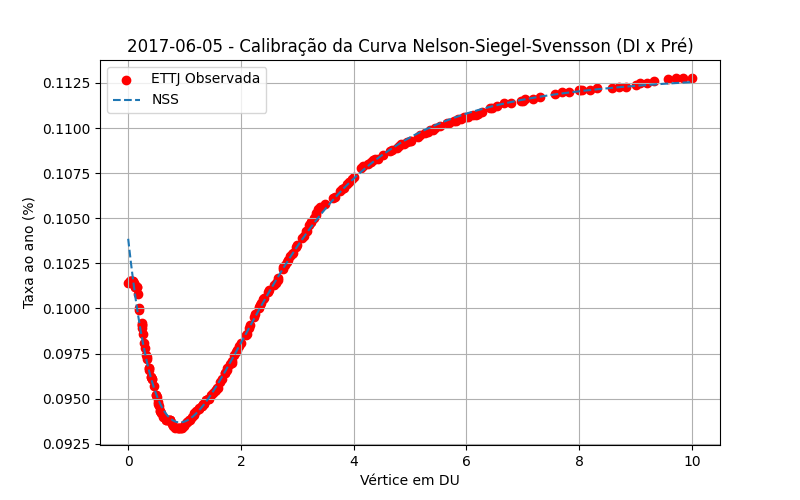 2017-06-05 - Calibração da Curva Nelson-Siegel-Svensson (DI x Pré)
ETTJ Observada
NSS
Taxa ao ano (%)
0.1125
0.1100
0.1075
0.1050
0.1025
0.1000
0.0975
0.0950
0.0925
0 2 4 6 8 10
Vértice em DU